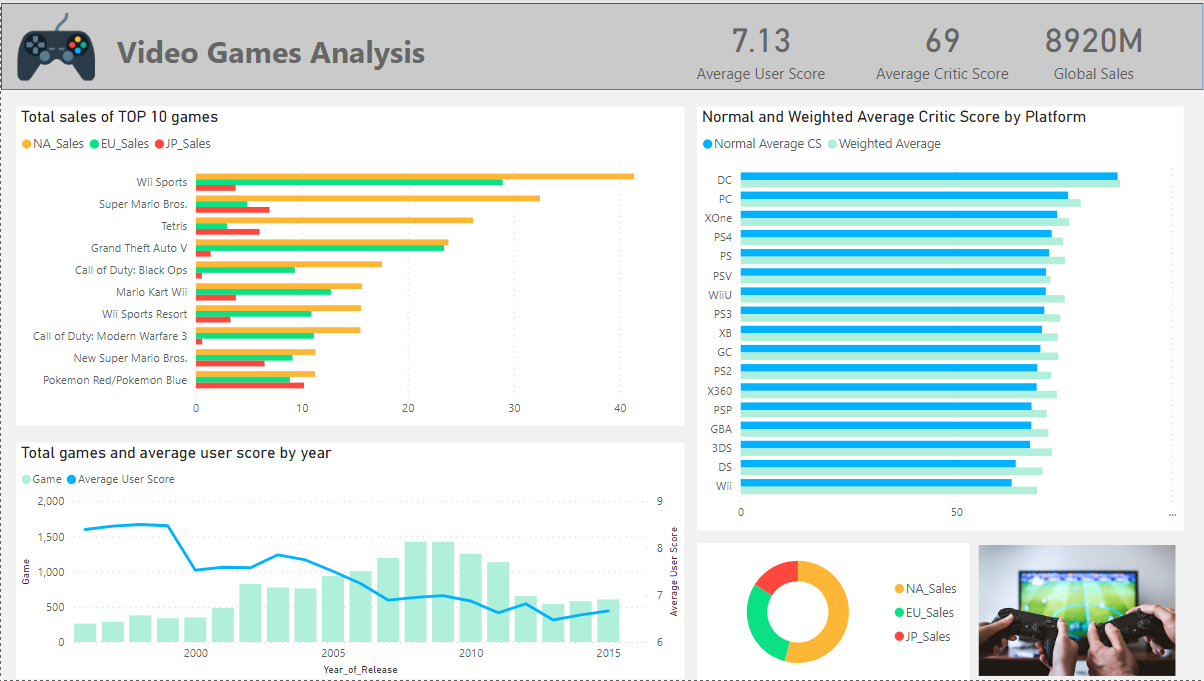 Video Games Analysis
7.13
Average User Score
69
Average Critic Score
8920M
Global Sales
Total sales of TOP 10 games
NA_Sales EU_Sales JP_Sales
Wii Sports
Super Mario Bros.
Tetris
Grand Theft Auto V
Call of Duty: Black Ops
Mario Kart Wii
Wii Sports Resort
Call of Duty: Modern Warfare 3
New Super Mario Bros.
Pokemon Red/Pokemon Blue
0 10 20 30 40
Normal and Weighted Average Critic Score by Platform
Normal Average CS Weighted Average
DC
PC
XOne
PS4
PS
PSV
WiiU
PS3
XB
GC
PS2
X360
PSP
GBA
3DS
DS
Wii
0 50 ...
Total games and average user score by year
Game Average User Score
2,000
1,500
1,000
500
0
Game
9
8
7
6
Average User Score
2000 2005 2010 2015
Year_of_Release
NA_Sales
EU_Sales
JP_Sales